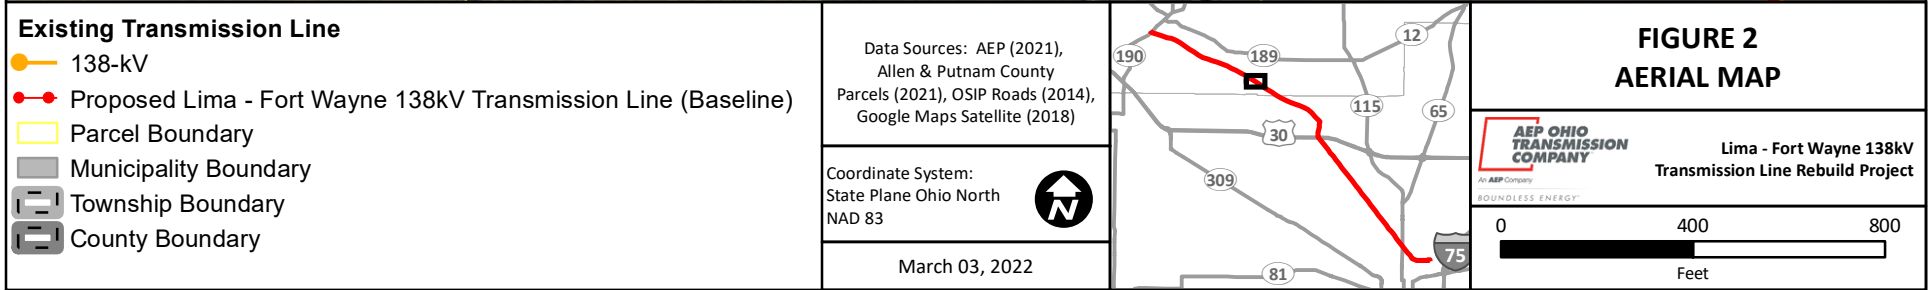 Existing Transmission Line
138-kV
Proposed Lima - Fort Wayne 138kV Transmission Line (Baseline)
Parcel Boundary
Municipality Boundary
Township Boundary
County Boundary
Data Sources: AEP (2021),
Allen & Putnam County
Parcels (2021), OSIP Roads (2014),
Google Maps Satellite (2018)
Coordinate System:
State Plane Ohio North
NAD 83
N
March 03, 2022
12
190
189
115
65
30
309
75
81
FIGURE 2
AERIAL MAP
AEP OHIO
TRANSMISSION
COMPANY
An AEP Company
BOUNDLESS ENERGY
Lima - Fort Wayne 138kV
Transmission Line Rebuild Project
0 400 800
Feet